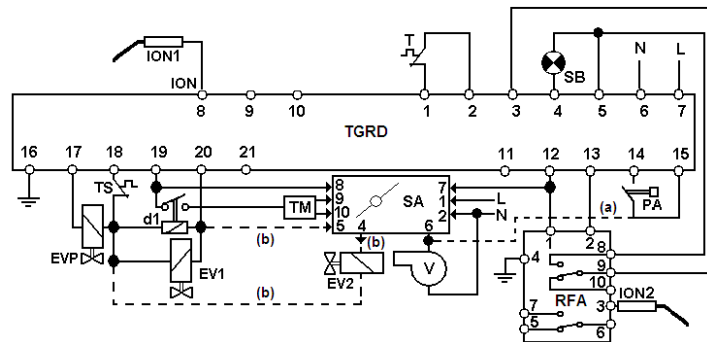 ION1
ION
T
SB
N
L
8
9
10
1
2
3
4
5
6
7
TGRD
16
17
18
19
20
21
11
12
13
14
15
TS
d1
TM
8
9
10
5
4
7
1
2
6
SA
L
N
(a)
PA
(b)
(b)
(b)
EVP
EV1
EV2
V
1
2
4
8
9
10
3
7
5
6
RFA
ION2